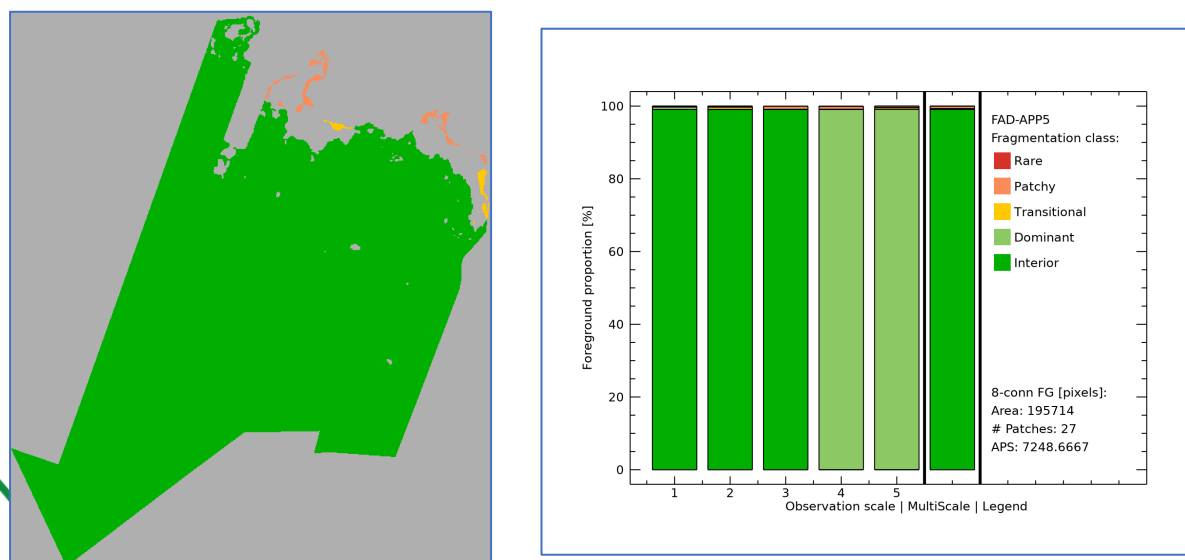 100
80
60
40
20
0
Foreground proportion [%]
1 2 3 4 5
Observation scale | MultiScale | Legend
FAD-APP5
Fragmentation class:
Rare
Patchy
Transitional
Dominant
Interior
8-conn FG [pixels]:
Area: 195714
# Patches: 27
APS: 7248.6667